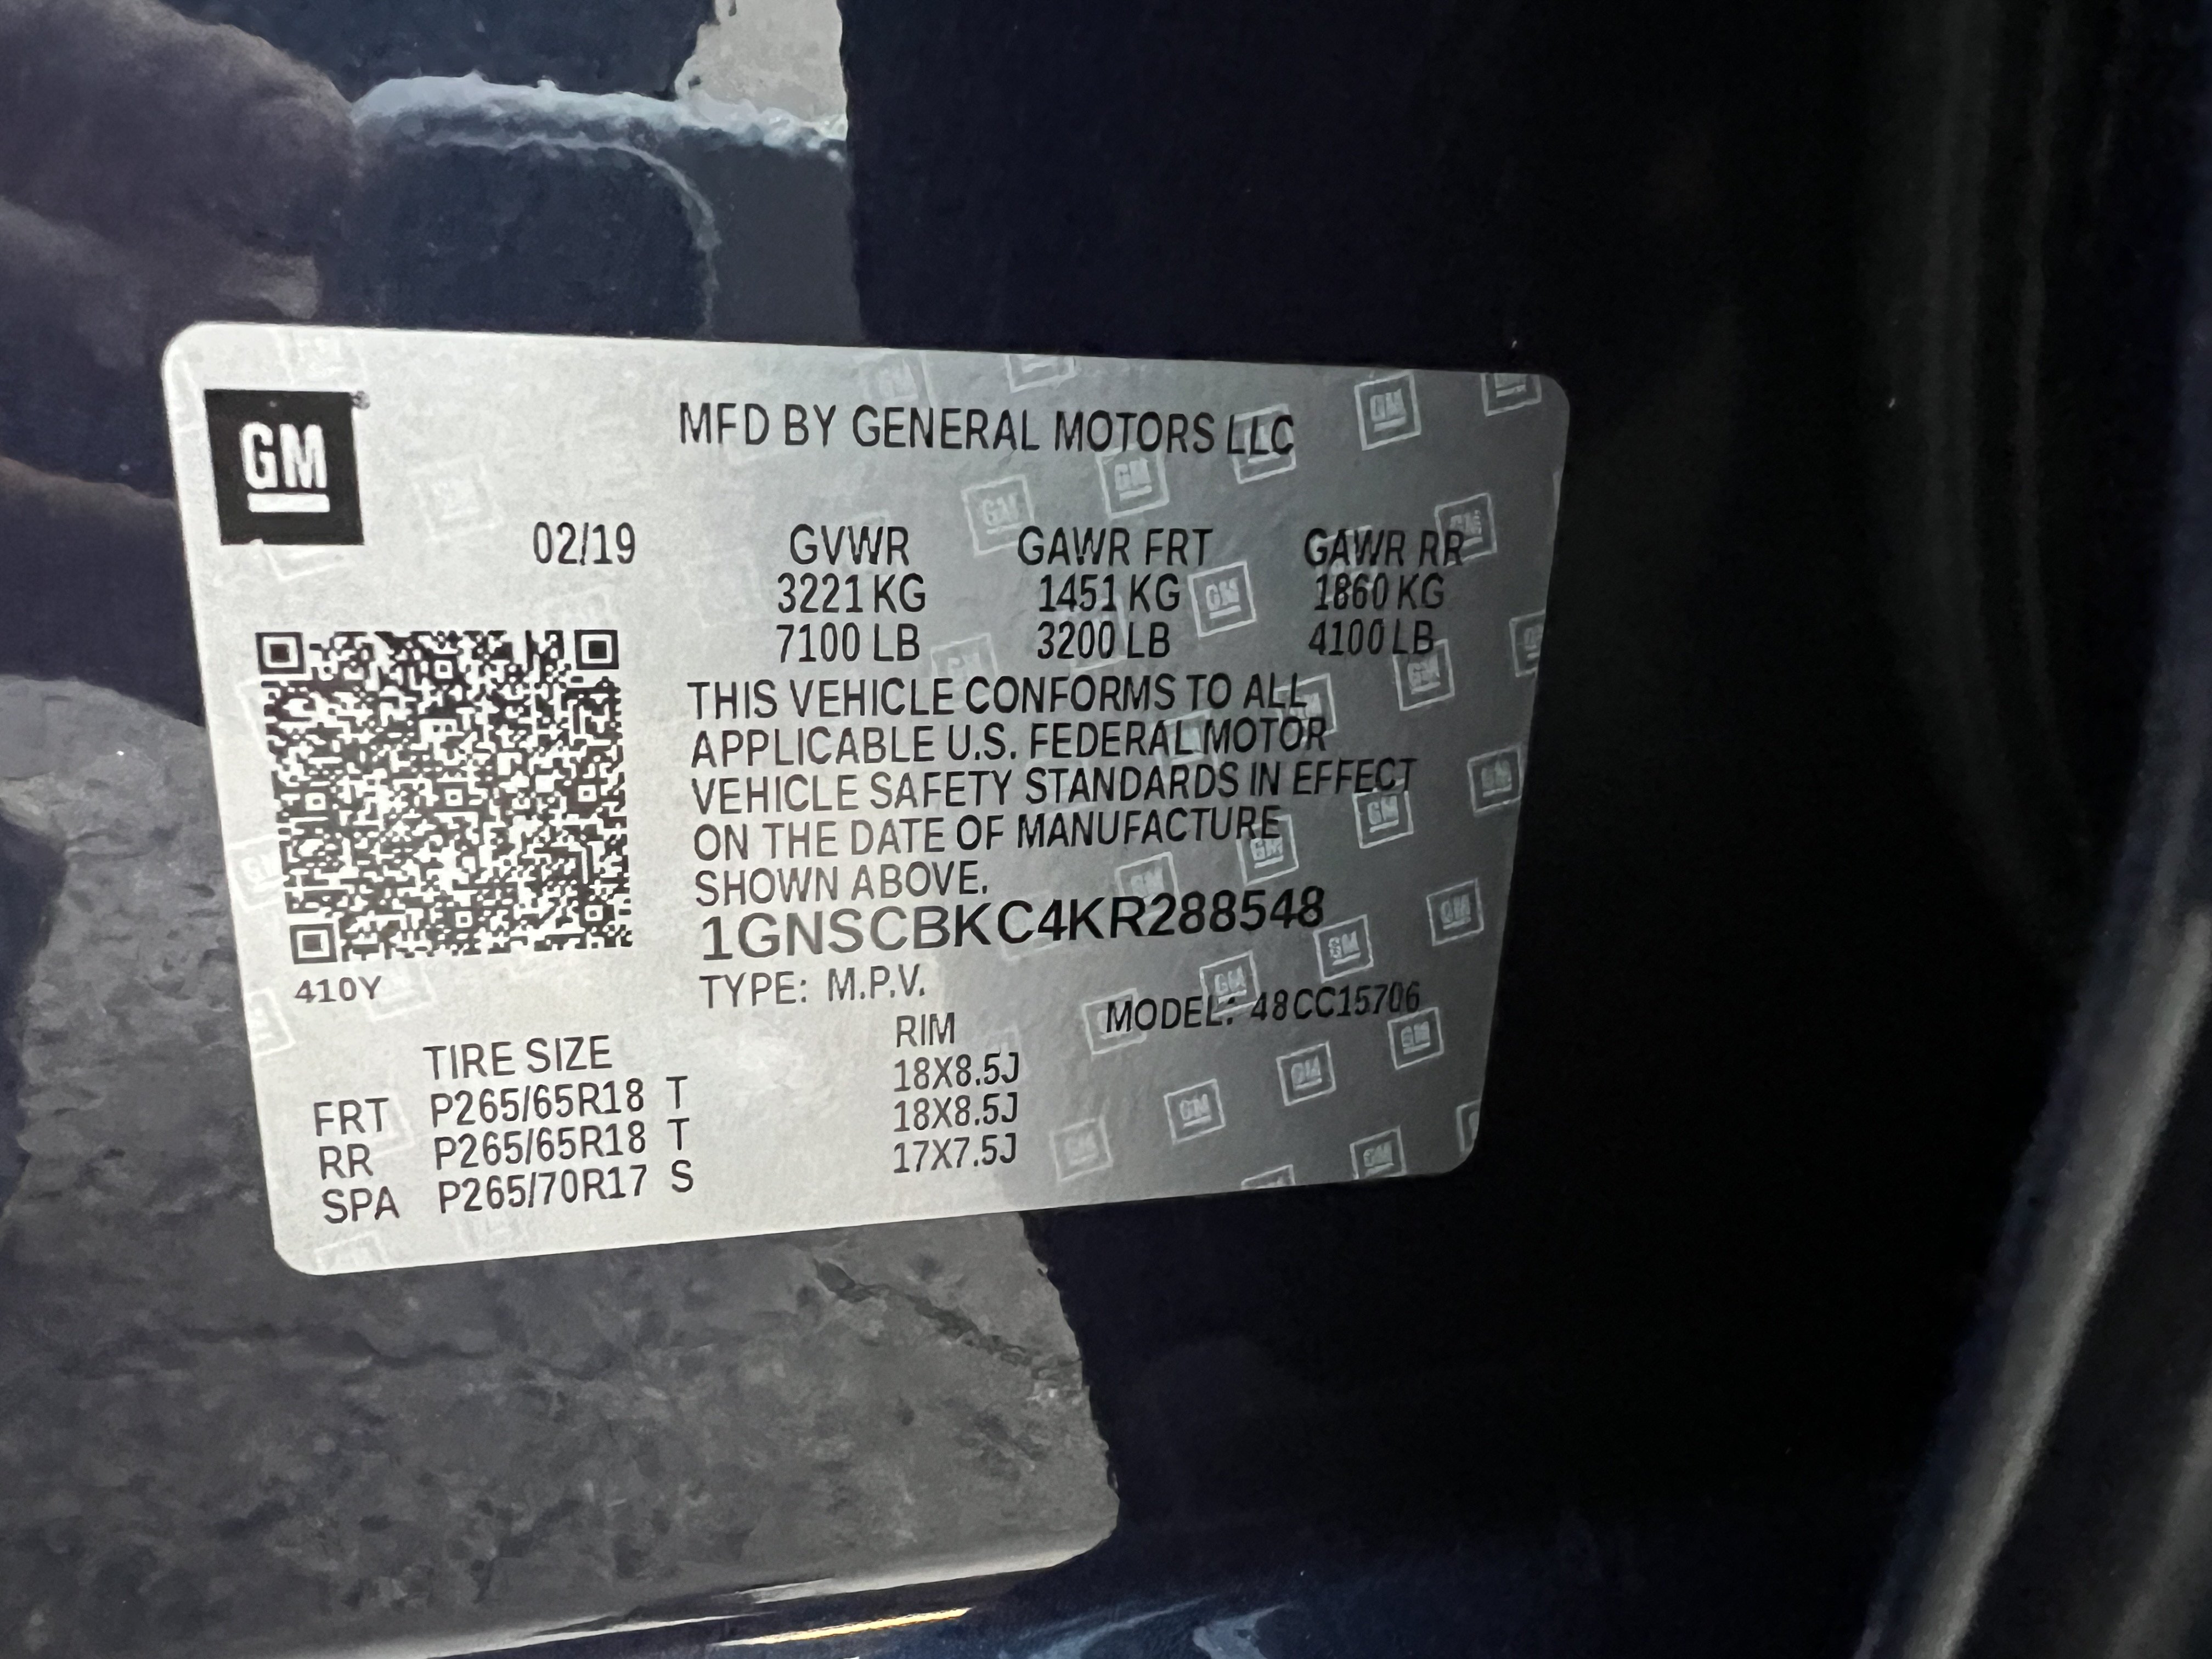 GM
MFD BY GENERAL MOTORS LLC
02/19 GVWR GAWR FRT GAWR RR
3221 KG 1451 KG 1860 KG
7100 LB 3200 LB 4100 LB
THIS VEHICLE CONFORMS TO ALL
APPLICABLE U.S. FEDERAL MOTOR
VEHICLE SAFETY STANDARDS IN EFFECT
ON THE DATE OF MANUFACTURE
SHOWN ABOVE.
1GNSCBKC4KR288548
410Y
TYPE: M.P.V. MODEL: 48CC15706
TIRE SIZE RIM
FRT P265/65R18 T 18X8.5J
RR P265/65R18 T 18X8.5J
SPA P265/70R17 S 17X7.5J